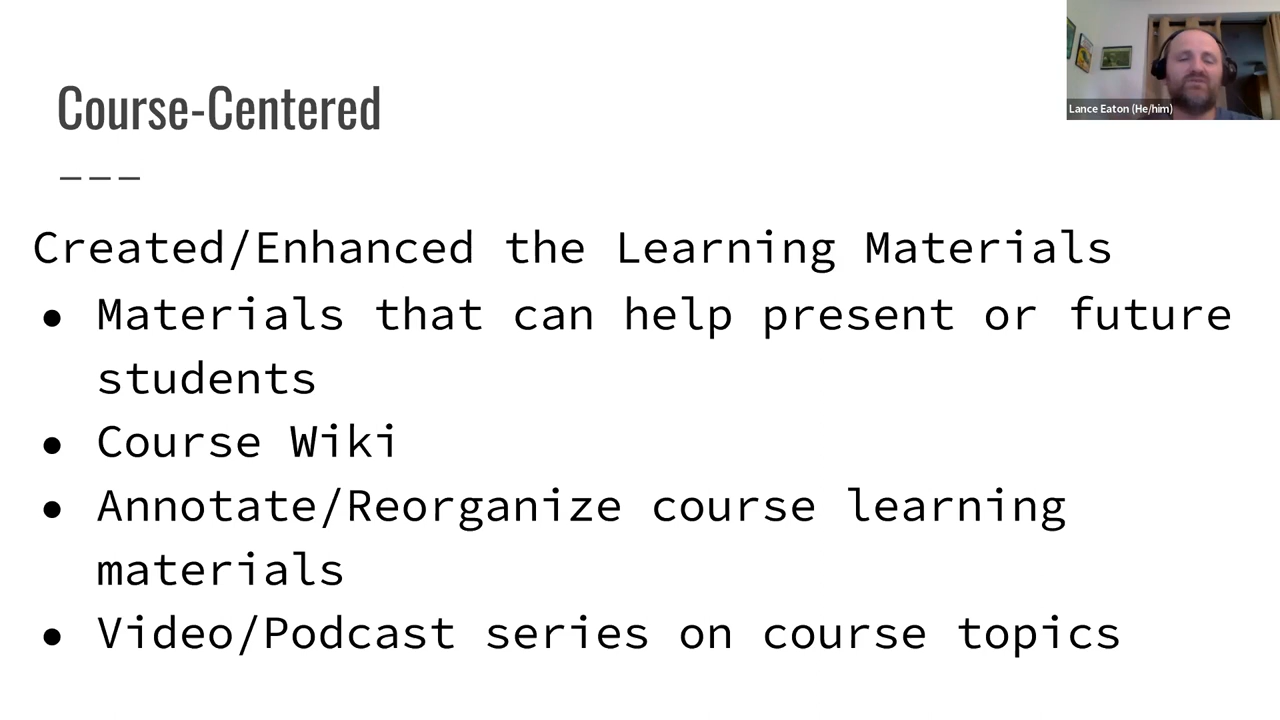 Course-Centered
Lance Eaton (He/him)
Created/Enhanced the Learning Materials
● Materials that can help present or future
students
● Course Wiki
● Annotate/Reorganize course learning
materials
● Video/Podcast series on course topics